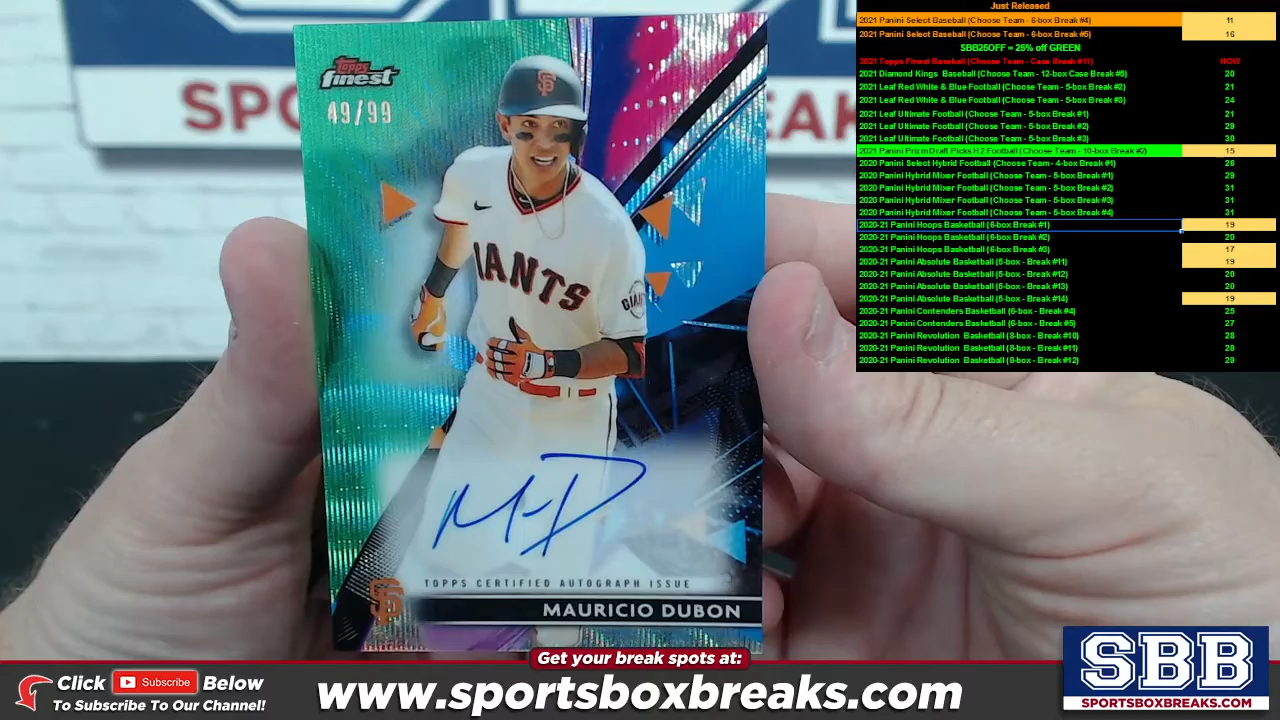 Topps
finest
49/99
SF
GIANTS
GIANTS
TOPPS CERTIFIED AUTOGRAPH ISSUE
SF
MAURICIO DUBON
SPO
EAK
Just Released
2021 Panini Select Baseball (Choose Team - 6-box Break #4) 11
2021 Panini Select Baseball (Choose Team - 6-box Break #5) 16
SBB25OFF = 25% off GREEN
2021 Topps Finest Baseball (Choose Team - Case Break #11) NOW
2021 Diamond Kings Baseball (Choose Team - 12-box Case Break #5) 20
2021 Leaf Red White & Blue Football (Choose Team - 5-box Break #2) 21
2021 Leaf Red White & Blue Football (Choose Team - 5-box Break #3) 24
2021 Leaf Ultimate Football (Choose Team - 5-box Break #1) 21
2021 Leaf Ultimate Football (Choose Team - 5-box Break #2) 29
2021 Leaf Ultimate Football (Choose Team - 5-box Break #3) 30
2021 Panini Prizm Draft Picks H2 Football (Choose Team - 10-box Break #2) 15
2020 Panini Select Hybrid Football (Choose Team - 4-box Break #1) 26
2020 Panini Hybrid Mixer Football (Choose Team - 5-box Break #1) 29
2020 Panini Hybrid Mixer Football (Choose Team - 5-box Break #2) 31
2020 Panini Hybrid Mixer Football (Choose Team - 5-box Break #3) 31
2020 Panini Hybrid Mixer Football (Choose Team - 5-box Break #4) 31
2020-21 Panini Hoops Basketball (6-box Break #1) 19
2020-21 Panini Hoops Basketball (6-box Break #2) 20
2020-21 Panini Hoops Basketball (6-box Break #3) 17
2020-21 Panini Absolute Basketball (5-box - Break #11) 19
2020-21 Panini Absolute Basketball (5-box - Break #12) 20
2020-21 Panini Absolute Basketball (5-box - Break #13) 20
2020-21 Panini Absolute Basketball (5-box - Break #14) 19
2020-21 Panini Contenders Basketball (6-box - Break #4) 25
2020-21 Panini Contenders Basketball (6-box - Break #5) 27
2020-21 Panini Revolution Basketball (8-box - Break #10) 28
2020-21 Panini Revolution Basketball (8-box - Break #11) 28
2020-21 Panini Revolution Basketball (8-box - Break #12) 29
Get your break spots at:
Click Subscribe Below
To Subscribe To Our Channel!
www.sportsboxbreaks.com
SBB
SPORTSBOXBREAKS.COM